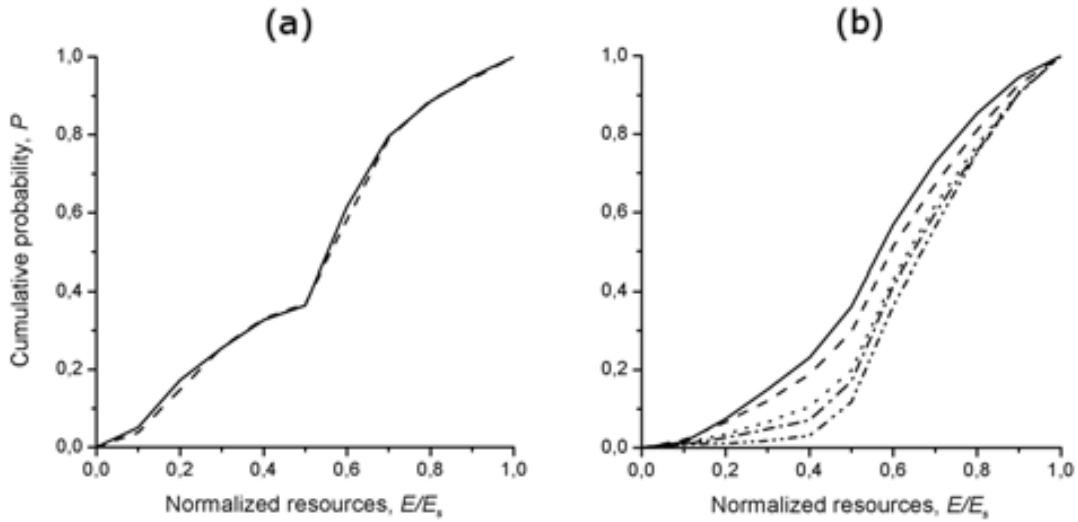 (a)
Cumulative probability, P
1,0
0,8
0,6
0,4
0,2
0,0
0,0 0,2 0,4 0,6 0,8 1,0
Normalized resources, E/Es
(b)
1,0
0,8
0,6
0,4
0,2
0,0
0,0 0,2 0,4 0,6 0,8 1,0
Normalized resources, E/Es